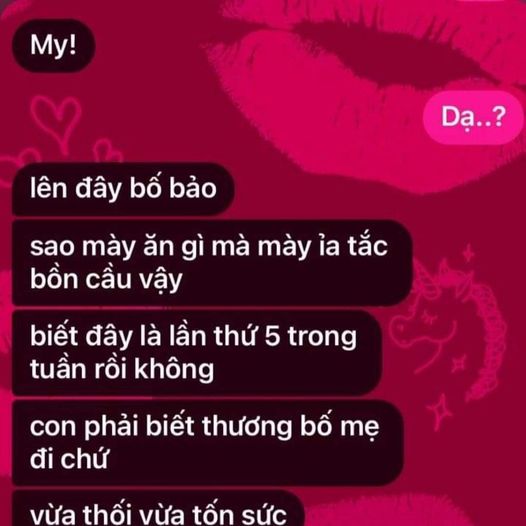 My!
Dạ..?
lên đây bố bảo
sao mày ăn gì mà mày ỉa tắc
bồn cầu vậy
biết đây là lần thứ 5 trong
tuần rồi không
con phải biết thương bố mẹ
đi chứ
vừa thối vừa tốn sức